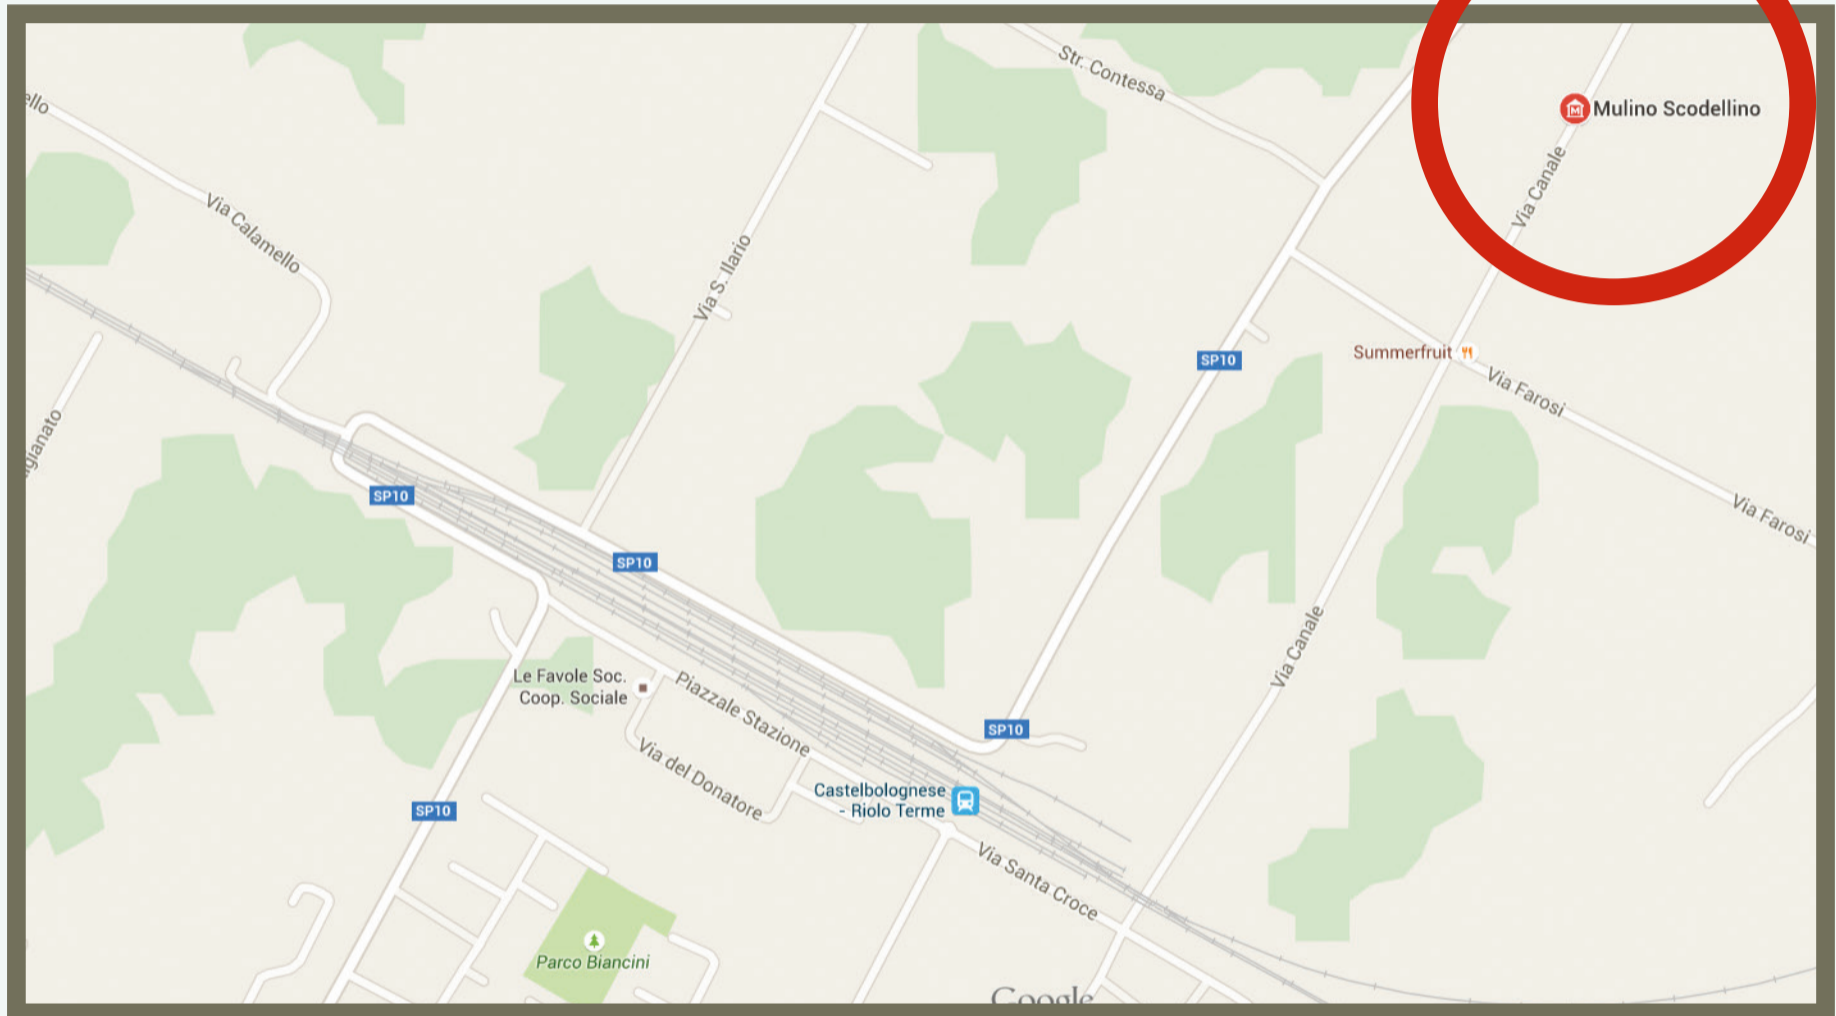 Str. Contessa
Mulino Scodellino
Via Canale
Via Calamello
Via S. Ilario
SP10
Summerfruit
Via Farosi
Via Farosi
SP10
SP10
Via Canale
Le Favole Soc.
Coop. Sociale
Piazzale Stazione
SP10
Via del Donatore
Castelbolognese
- Riolo Terme
SP10
Via Santa Croce
Parco Biancini
Google